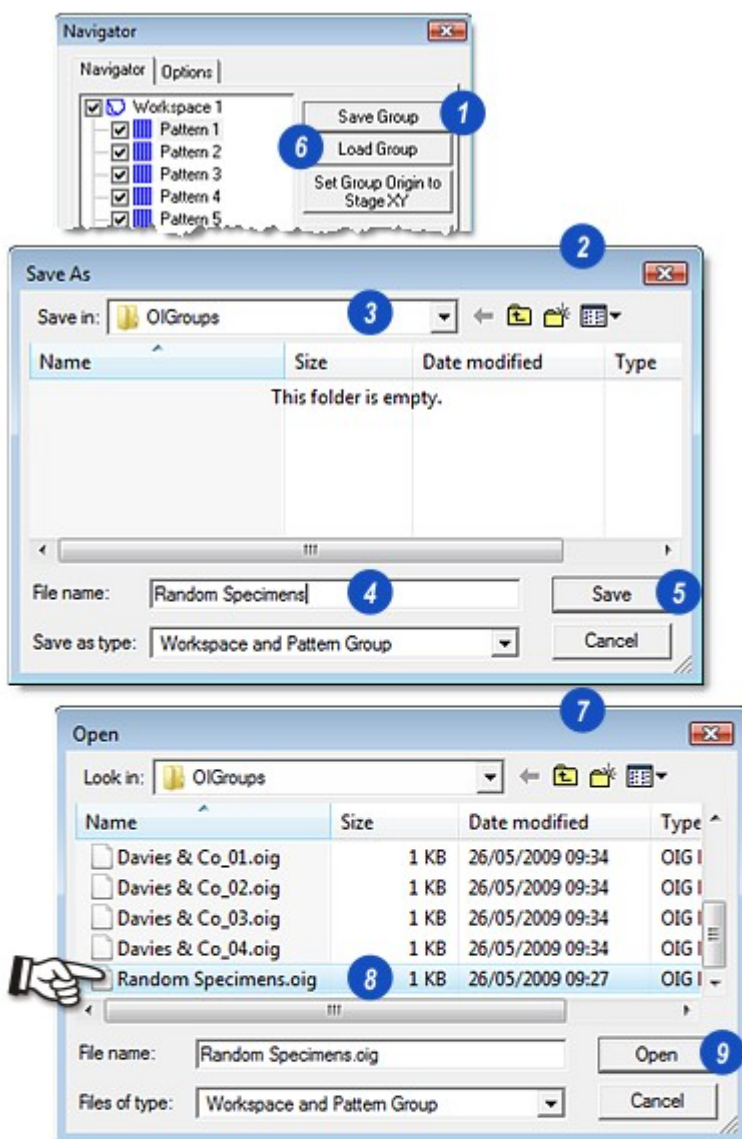 Navigator
Navigator Options
Workspace 1
Pattern 1
Pattern 2
Pattern 3
Pattern 4
Pattern 5
Save Group 1
6 Load Group
Set Group Origin to
Stage XY
2
Save As
Save in: OIGroups 3
Name Size Date modified Type
This folder is empty.
File name: Random Specimens 4 Save 5
Save as type: Workspace and Pattern Group Cancel
7
Open
Look in: OIGroups
Name Size Date modified Type
Davies & Co_01.oig 1 KB 26/05/2009 09:34 OIG
Davies & Co_02.oig 1 KB 26/05/2009 09:34 OIG
Davies & Co_03.oig 1 KB 26/05/2009 09:34 OIG
Davies & Co_04.oig 1 KB 26/05/2009 09:34 OIG
Random Specimens.oig 8 1 KB 26/05/2009 09:27 OIG
File name: Random Specimens.oig Open 9
Files of type: Workspace and Pattern Group Cancel